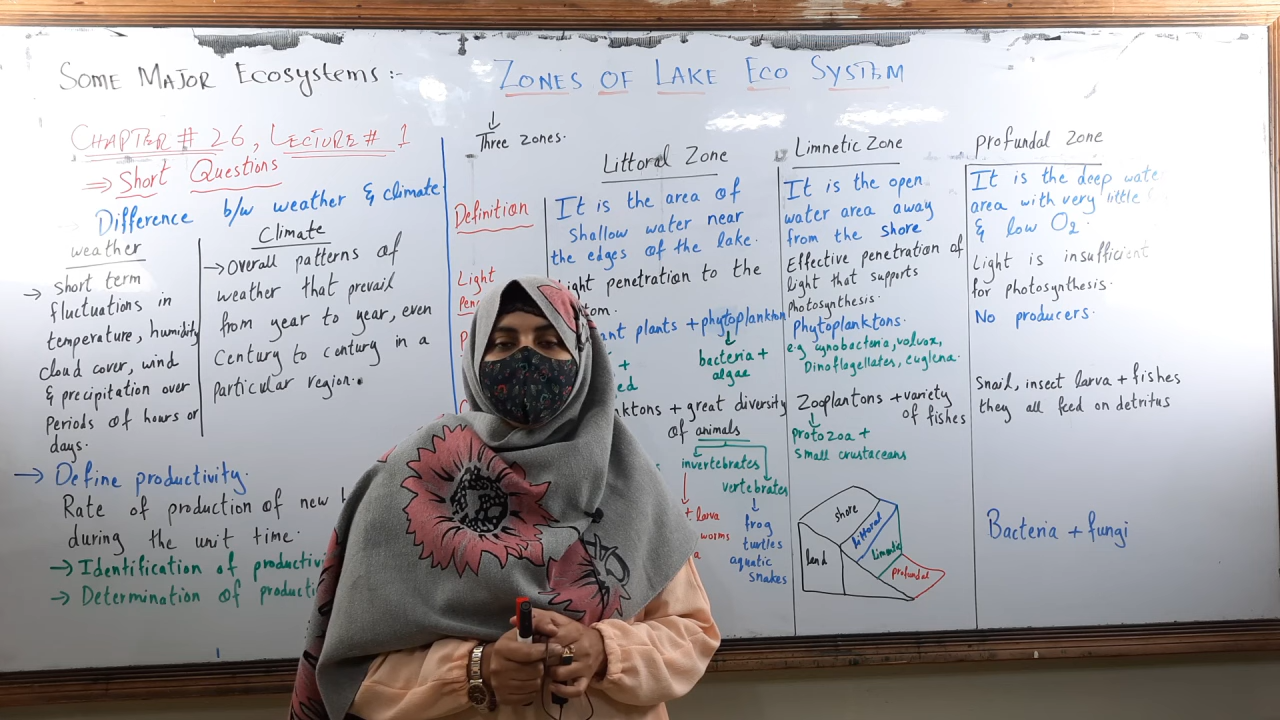 SOME MAJOR ECOSYSTEMS :-
CHAPTER # 26, LECTURE # 1
⇒ Short Questions
Difference b/w weather & climate
weather
→ short term
fluctuations in
temperature, humidity
cloud cover, wind
& precipitation over
Periods of hours or
days.
Climate
→ Overall patterns of
weather that prevail
from year to year, even
Century to century in a
particular region.
→ Define productivity.
Rate of production of new
during the unit time.
→ Identification of
→ Determination of
ZONES OF LAKE ECO SYSTEM
↓
Three zones.
Definition
Light
Littoral Zone
It is the area of
shallow water near
the edges of the lake.
penetration to the
plants + phytoplankton
↓
bacteria +
algae
+
+ great diversity
of animals
invertebrates
vertebrates
↓
larva
worms
frog
turtles
aquatic
snakes
Limnetic Zone
It is the open
water area away
from the shore
Effective penetration of
light that supports
photosynthesis.
Phytoplanktons.
e.g cynobacteria, volvox,
Dinoflagellates, euglena.
Zooplantons + variety
of fishes
↓
protozoa +
small crustaceans
shore
littoral
limnetic
profundal
land
profundal Zone
It is the deep
area with very little
& low O2.
Light is insufficient
for photosynthesis.
No producers.
Snail, insect larva + fishes
they all feed on detritus
Bacteria + fungi